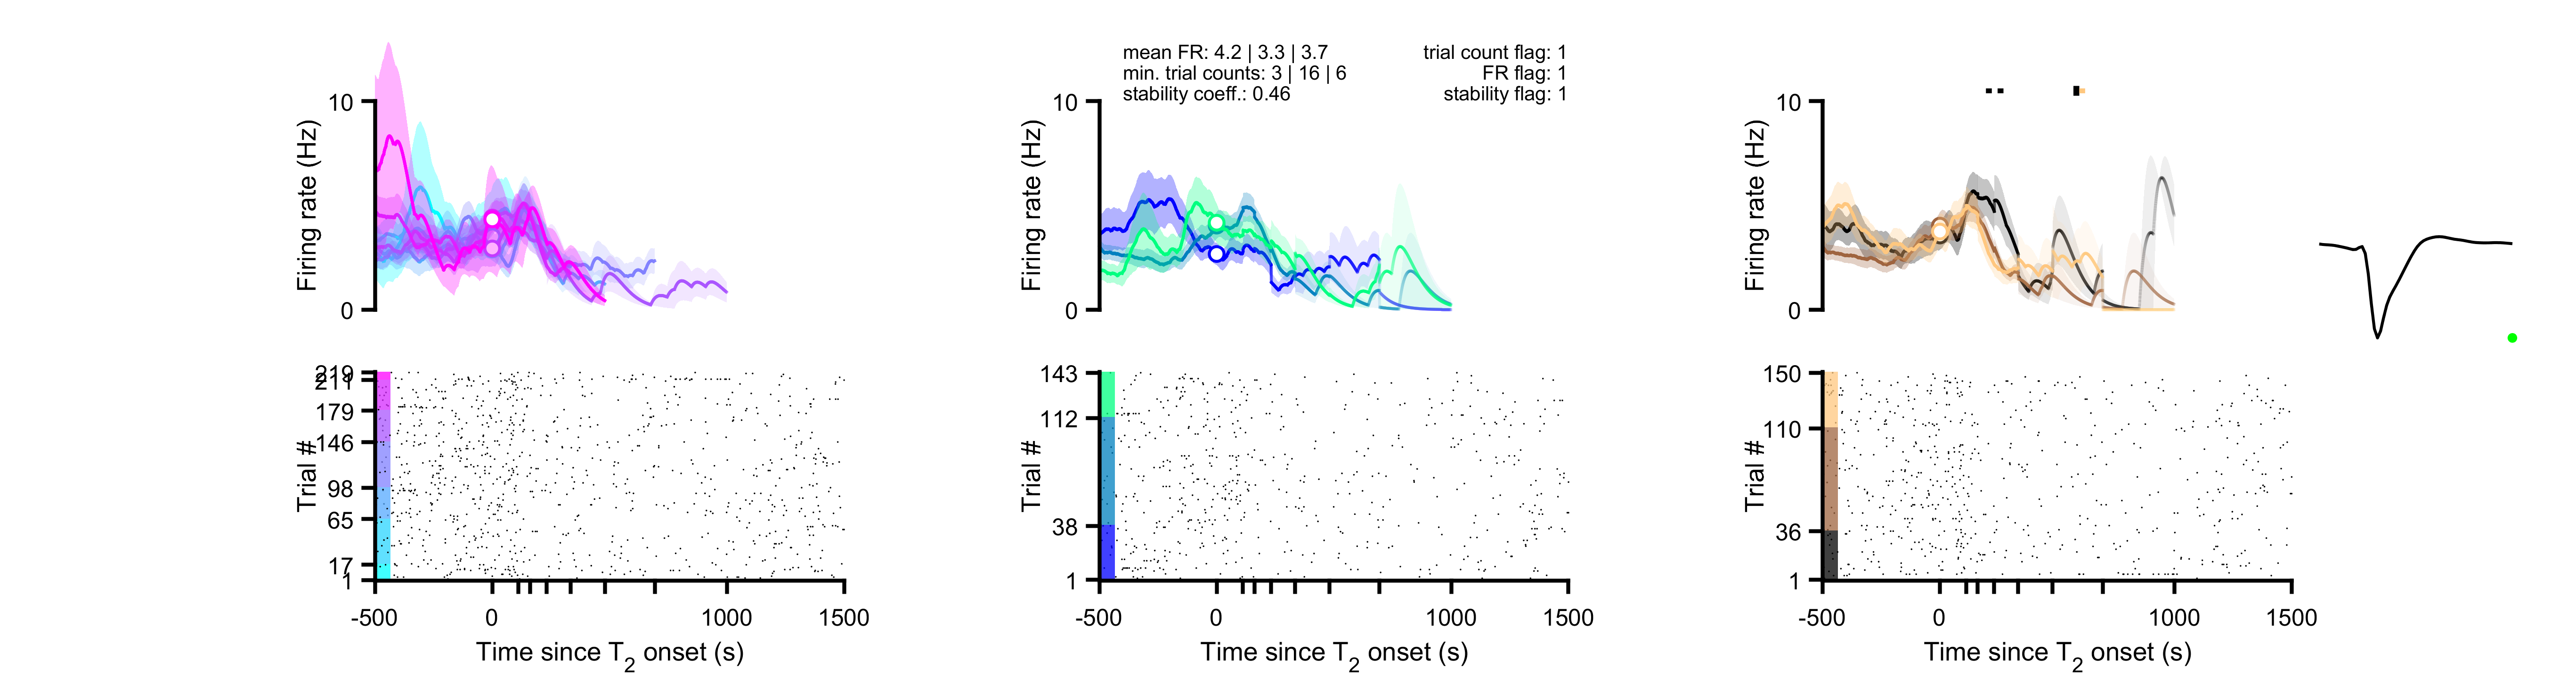 mean FR: 4.2 | 3.3 | 3.7
min. trial counts: 3 | 16 | 6
stability coeff.: 0.46
trial count flag: 1
FR flag: 1
stability flag: 1
10
0
Firing rate (Hz)
10
0
Firing rate (Hz)
10
0
Firing rate (Hz)
219
211
179
146
98
65
17
1
Trial #
-500
0
1000
1500
Time since T2 onset (s)
143
112
38
1
Trial #
-500
0
1000
1500
Time since T2 onset (s)
150
110
36
1
Trial #
-500
0
1000
1500
Time since T2 onset (s)